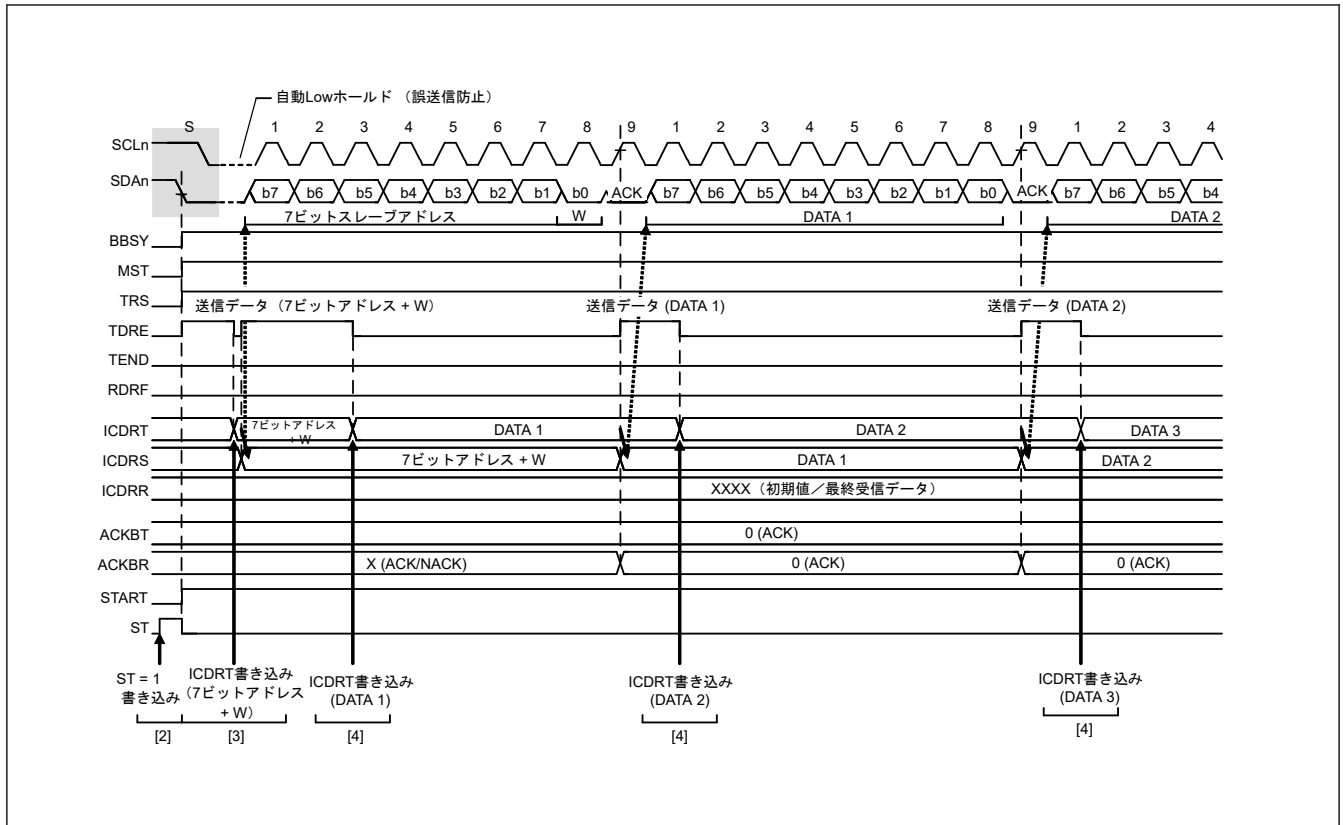 自動Lowホールド （誤送信防止）
S 1 2 3 4 5 6 7 8 9 1 2 3 4 5 6 7 8 9 1 2 3 4
SCLn
SDAn b7 b6 b5 b4 b3 b2 b1 b0 ACK b7 b6 b5 b4 b3 b2 b1 b0 ACK b7 b6 b5 b4
7ビットスレーブアドレス W DATA 1 DATA 2
BBSY
MST
TRS
送信データ（7ビットアドレス + W） 送信データ (DATA 1) 送信データ (DATA 2)
TDRE
TEND
RDRF
ICDRT 7ビットアドレス + W DATA 1 DATA 2 DATA 3
ICDRS 7ビットアドレス + W DATA 1 DATA 2
ICDRR XXXX（初期値／最終受信データ）
ACKBT 0 (ACK)
ACKBR X (ACK/NACK) 0 (ACK) 0 (ACK)
START
ST
ST = 1
書き込み
ICDRT書き込み
（7ビットアドレス
+ W）
ICDRT書き込み
(DATA 1)
ICDRT書き込み
(DATA 2)
ICDRT書き込み
(DATA 3)
[2] [3] [4] [4] [4]